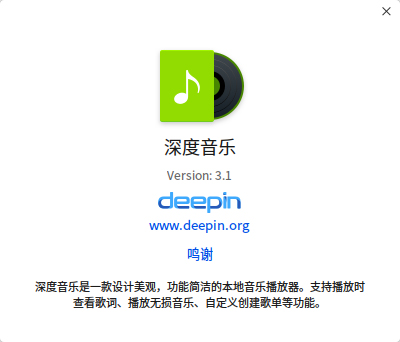 深度音乐
Version: 3.1
deepin
www.deepin.org
鸣谢
深度音乐是一款设计美观，功能简洁的本地音乐播放器。支持播放时
查看歌词、播放无损音乐、自定义创建歌单等功能。